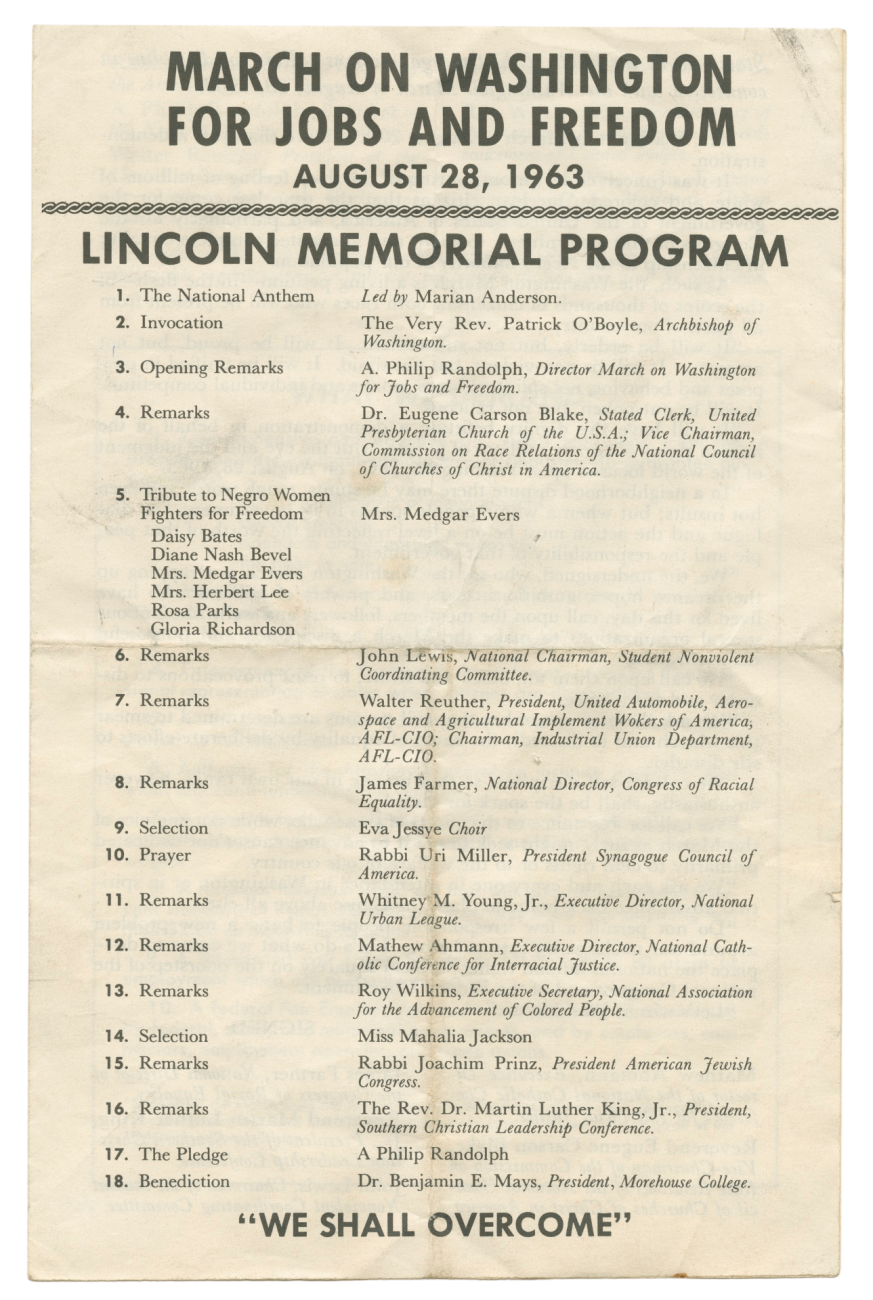 MARCH ON WASHINGTON
FOR JOBS AND FREEDOM
AUGUST 28, 1963
LINCOLN MEMORIAL PROGRAM
1. The National Anthem Led by Marian Anderson.
2. Invocation The Very Rev. Patrick O'Boyle, Archbishop of
Washington.
3. Opening Remarks A. Philip Randolph, Director March on Washington
for Jobs and Freedom.
4. Remarks Dr. Eugene Carson Blake, Stated Clerk, United
Presbyterian Church of the U.S.A.; Vice Chairman,
Commission on Race Relations of the National Council
of Churches of Christ in America.
5. Tribute to Negro Women
Fighters for Freedom Mrs. Medgar Evers
Daisy Bates
Diane Nash Bevel
Mrs. Medgar Evers
Mrs. Herbert Lee
Rosa Parks
Gloria Richardson
6. Remarks John Lewis, National Chairman, Student Nonviolent
Coordinating Committee.
7. Remarks Walter Reuther, President, United Automobile, Aero-
space and Agricultural Implement Wokers of America;
AFL-CIO; Chairman, Industrial Union Department,
AFL-CIO.
8. Remarks James Farmer, National Director, Congress of Racial
Equality.
9. Selection Eva Jessye Choir
10. Prayer Rabbi Uri Miller, President Synagogue Council of
America.
11. Remarks Whitney M. Young, Jr., Executive Director, National
Urban League.
12. Remarks Mathew Ahmann, Executive Director, National Cath-
olic Conference for Interracial Justice.
13. Remarks Roy Wilkins, Executive Secretary, National Association
for the Advancement of Colored People.
14. Selection Miss Mahalia Jackson
15. Remarks Rabbi Joachim Prinz, President American Jewish
Congress.
16. Remarks The Rev. Dr. Martin Luther King, Jr., President,
Southern Christian Leadership Conference.
17. The Pledge A Philip Randolph
18. Benediction Dr. Benjamin E. Mays, President, Morehouse College.
"WE SHALL OVERCOME"